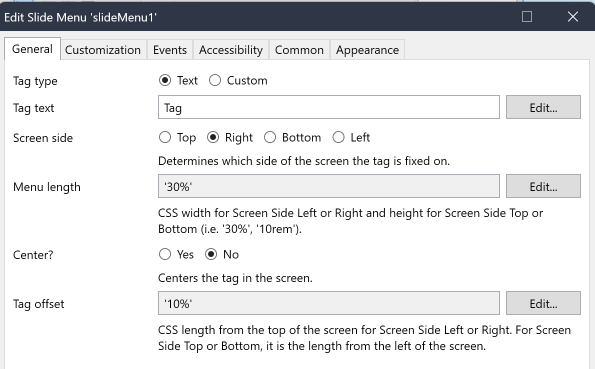 Edit Slide Menu 'slideMenu1'
General Customization Events Accessibility Common Appearance
Tag type Text Custom
Tag text Tag Edit...
Screen side Top Right Bottom Left
Determines which side of the screen the tag is fixed on.
Menu length '30%' Edit...
CSS width for Screen Side Left or Right and height for Screen Side Top or
Bottom (i.e. '30%', '10rem').
Center? Yes No
Centers the tag in the screen.
Tag offset '10%' Edit...
CSS length from the top of the screen for Screen Side Left or Right. For Screen
Side Top or Bottom, it is the length from the left of the screen.